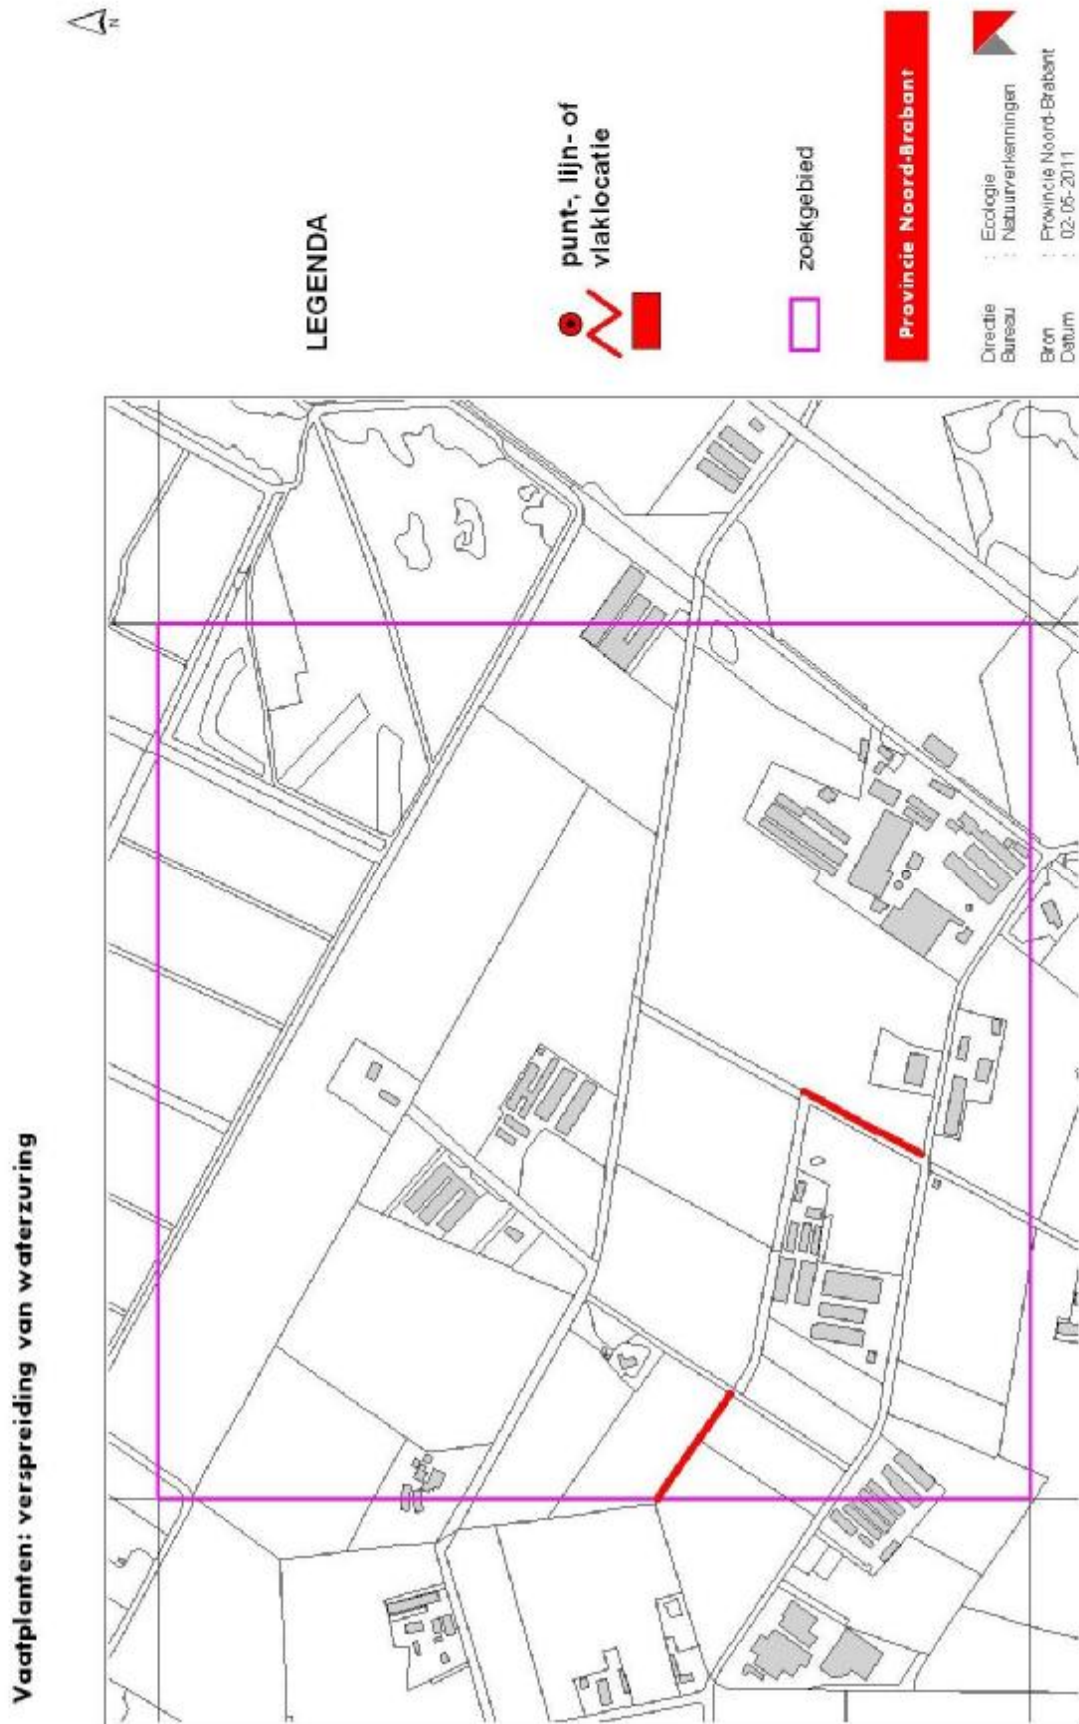 Vaatplanten: verspreiding van waterzuring
N
LEGENDA
punt-, lijn- of
vlaklocatie
zoekgebied
Provincie Noord-Brabant
Directie : Ecologie
Bureau : Natuurverkenningen
Bron : Provincie Noord-Brabant
Datum : 02-05-2011